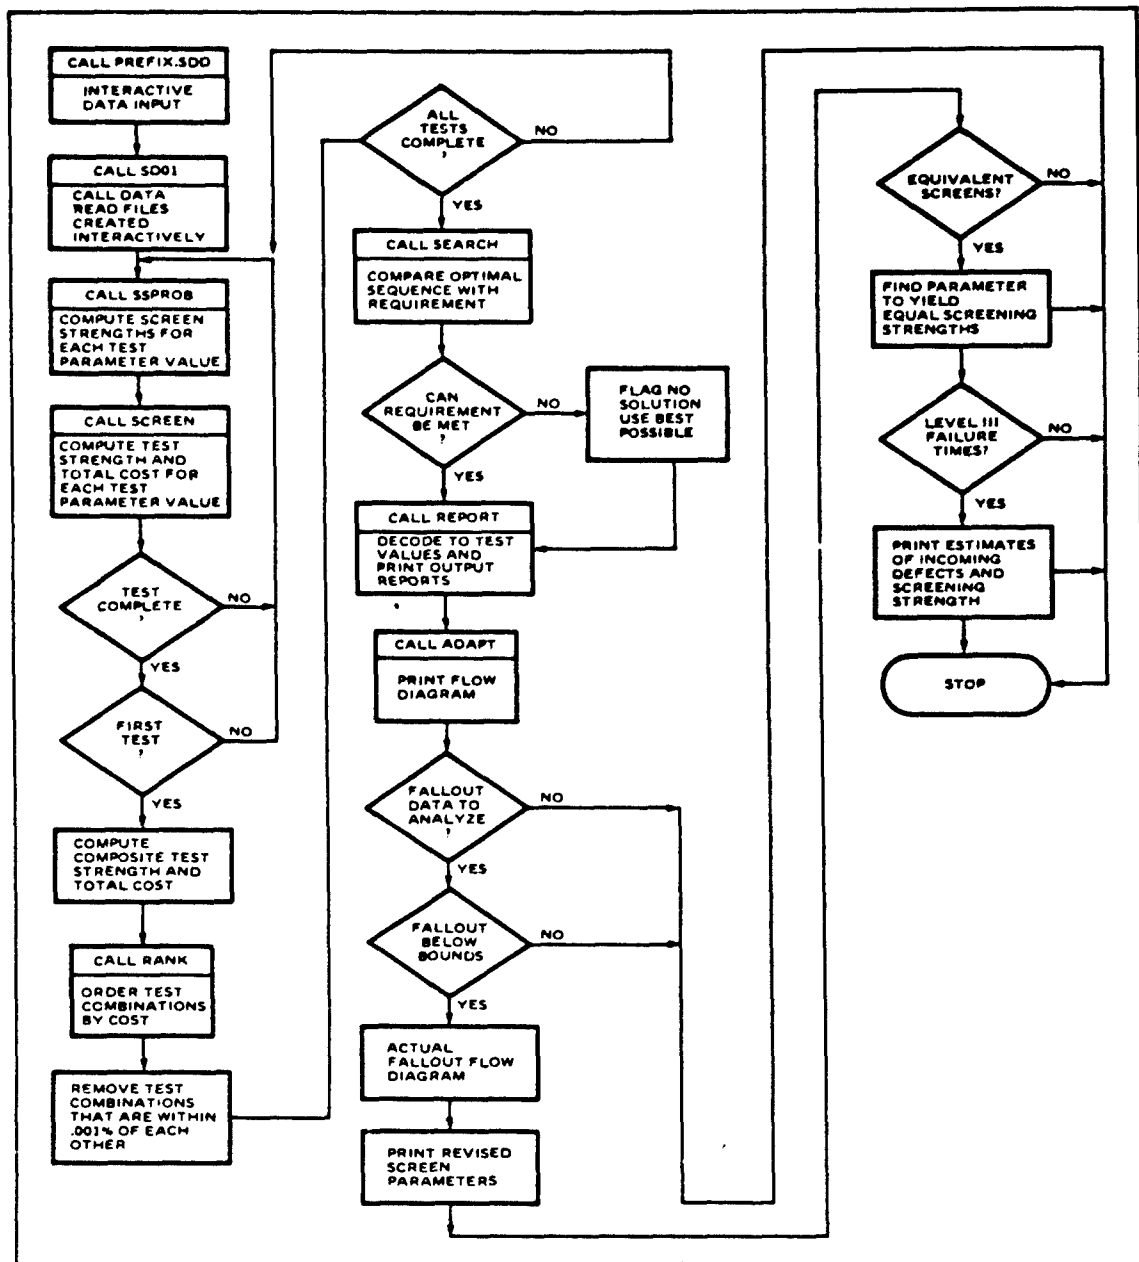 CALL PREFIX.SDD
INTERACTIVE
DATA INPUT
CALL SD01
CALL DATA
READ FILES
CREATED
INTERACTIVELY
CALL SSPROB
COMPUTE SCREEN
STRENGTHS FOR
EACH TEST
PARAMETER VALUE
CALL SCREEN
COMPUTE TEST
STRENGTH AND
TOTAL COST FOR
EACH TEST
PARAMETER VALUE
TEST
COMPLETE
?
NO
YES
FIRST
TEST
?
NO
YES
COMPUTE
COMPOSITE TEST
STRENGTH AND
TOTAL COST
CALL RANK
ORDER TEST
COMBINATIONS
BY COST
REMOVE TEST
COMBINATIONS
THAT ARE WITHIN
.001% OF EACH
OTHER
ALL
TESTS
COMPLETE
?
NO
YES
CALL SEARCH
COMPARE OPTIMAL
SEQUENCE WITH
REQUIREMENT
CAN
REQUIREMENT
BE MET
?
NO
FLAG NO
SOLUTION
USE BEST
POSSIBLE
YES
CALL REPORT
DECODE TO TEST
VALUES AND
PRINT OUTPUT
REPORTS
CALL ADAPT
PRINT FLOW
DIAGRAM
FALLOUT
DATA TO
ANALYZE
?
NO
YES
FALLOUT
BELOW
BOUNDS
NO
YES
ACTUAL
FALLOUT FLOW
DIAGRAM
PRINT REVISED
SCREEN
PARAMETERS
EQUIVALENT
SCREENS?
NO
YES
FIND PARAMETER
TO YIELD
EQUAL SCREENING
STRENGTHS
LEVEL III
FAILURE
TIMES?
NO
YES
PRINT ESTIMATES
OF INCOMING
DEFECTS AND
SCREENING
STRENGTH
STOP